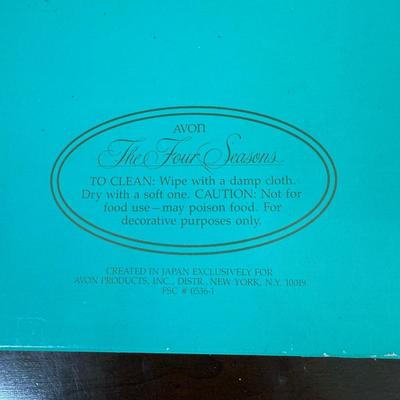 AVON
The Four Seasons
TO CLEAN: Wipe with a damp cloth.
Dry with a soft one. CAUTION: Not for
food use—may poison food. For
decorative purposes only.
CREATED IN JAPAN EXCLUSIVELY FOR
AVON PRODUCTS, INC., DISTR., NEW YORK, N.Y. 10019
PSC # 0536-1